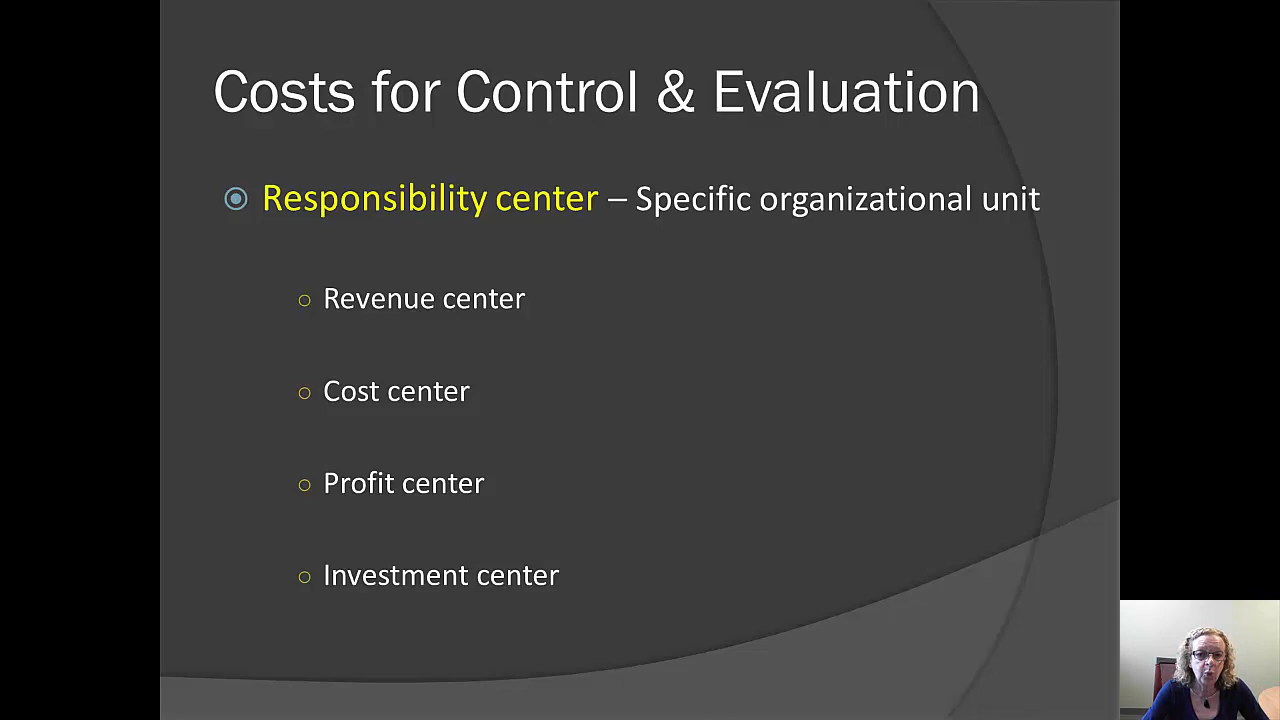 Costs for Control & Evaluation
Responsibility center – Specific organizational unit
Revenue center
Cost center
Profit center
Investment center